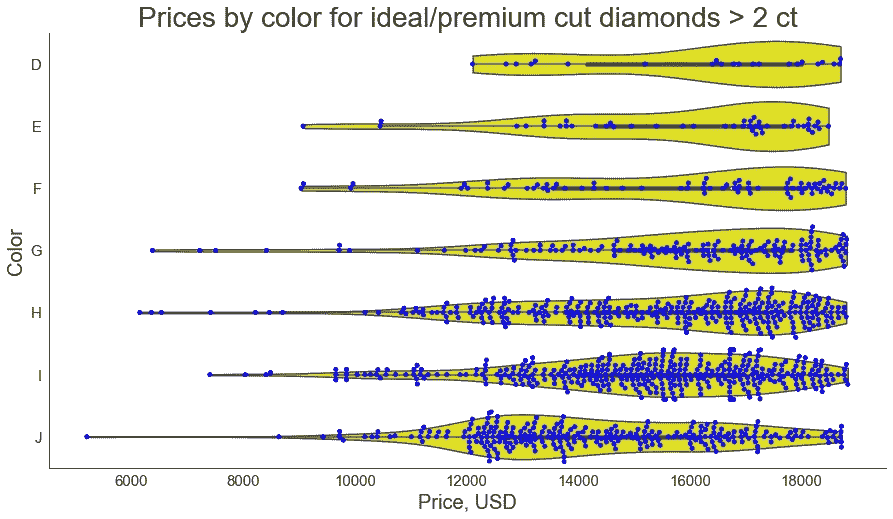 Prices by color for ideal/premium cut diamonds > 2 ct
D
E
F
G
H
I
J
Color
6000 8000 10000 12000 14000 16000 18000
Price, USD